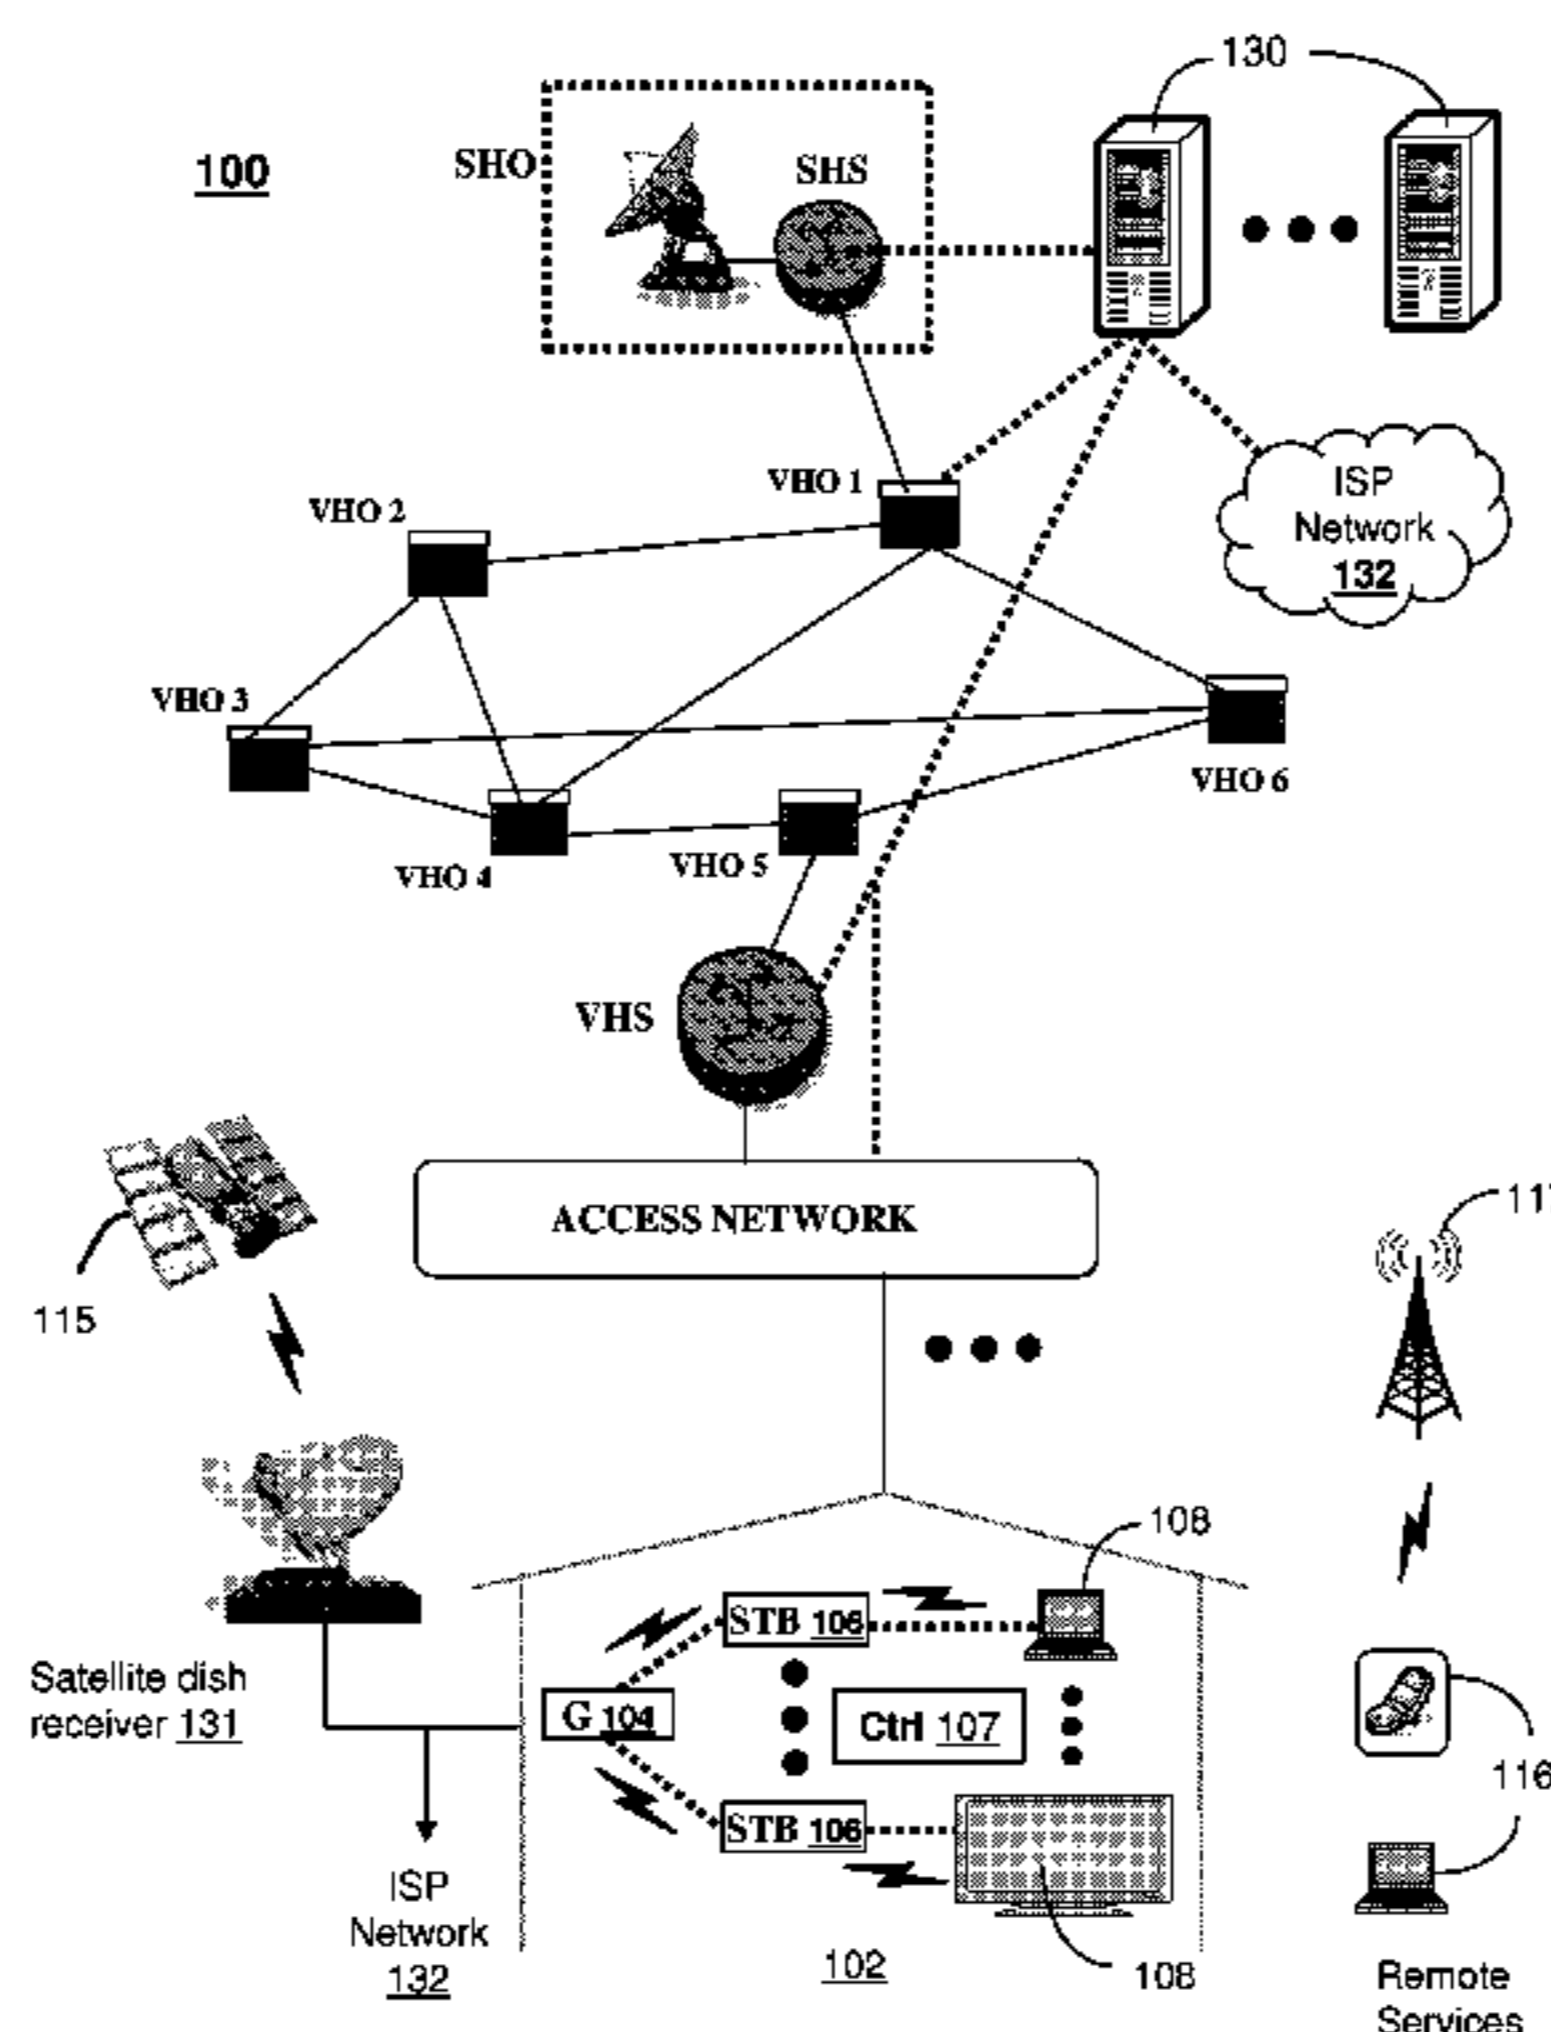 130
SHO
SHS
100
ISP
Network
132
VHO 1
VHO 2
VHO 3
VHO 6
VHO 4
VHO 5
VHS
ACCESS NETWORK
115
108
STB 106
Satellite dish
receiver 131
G 104
Ctrl 107
116
STB 106
ISP
Network
132
102
108
Remote
Services